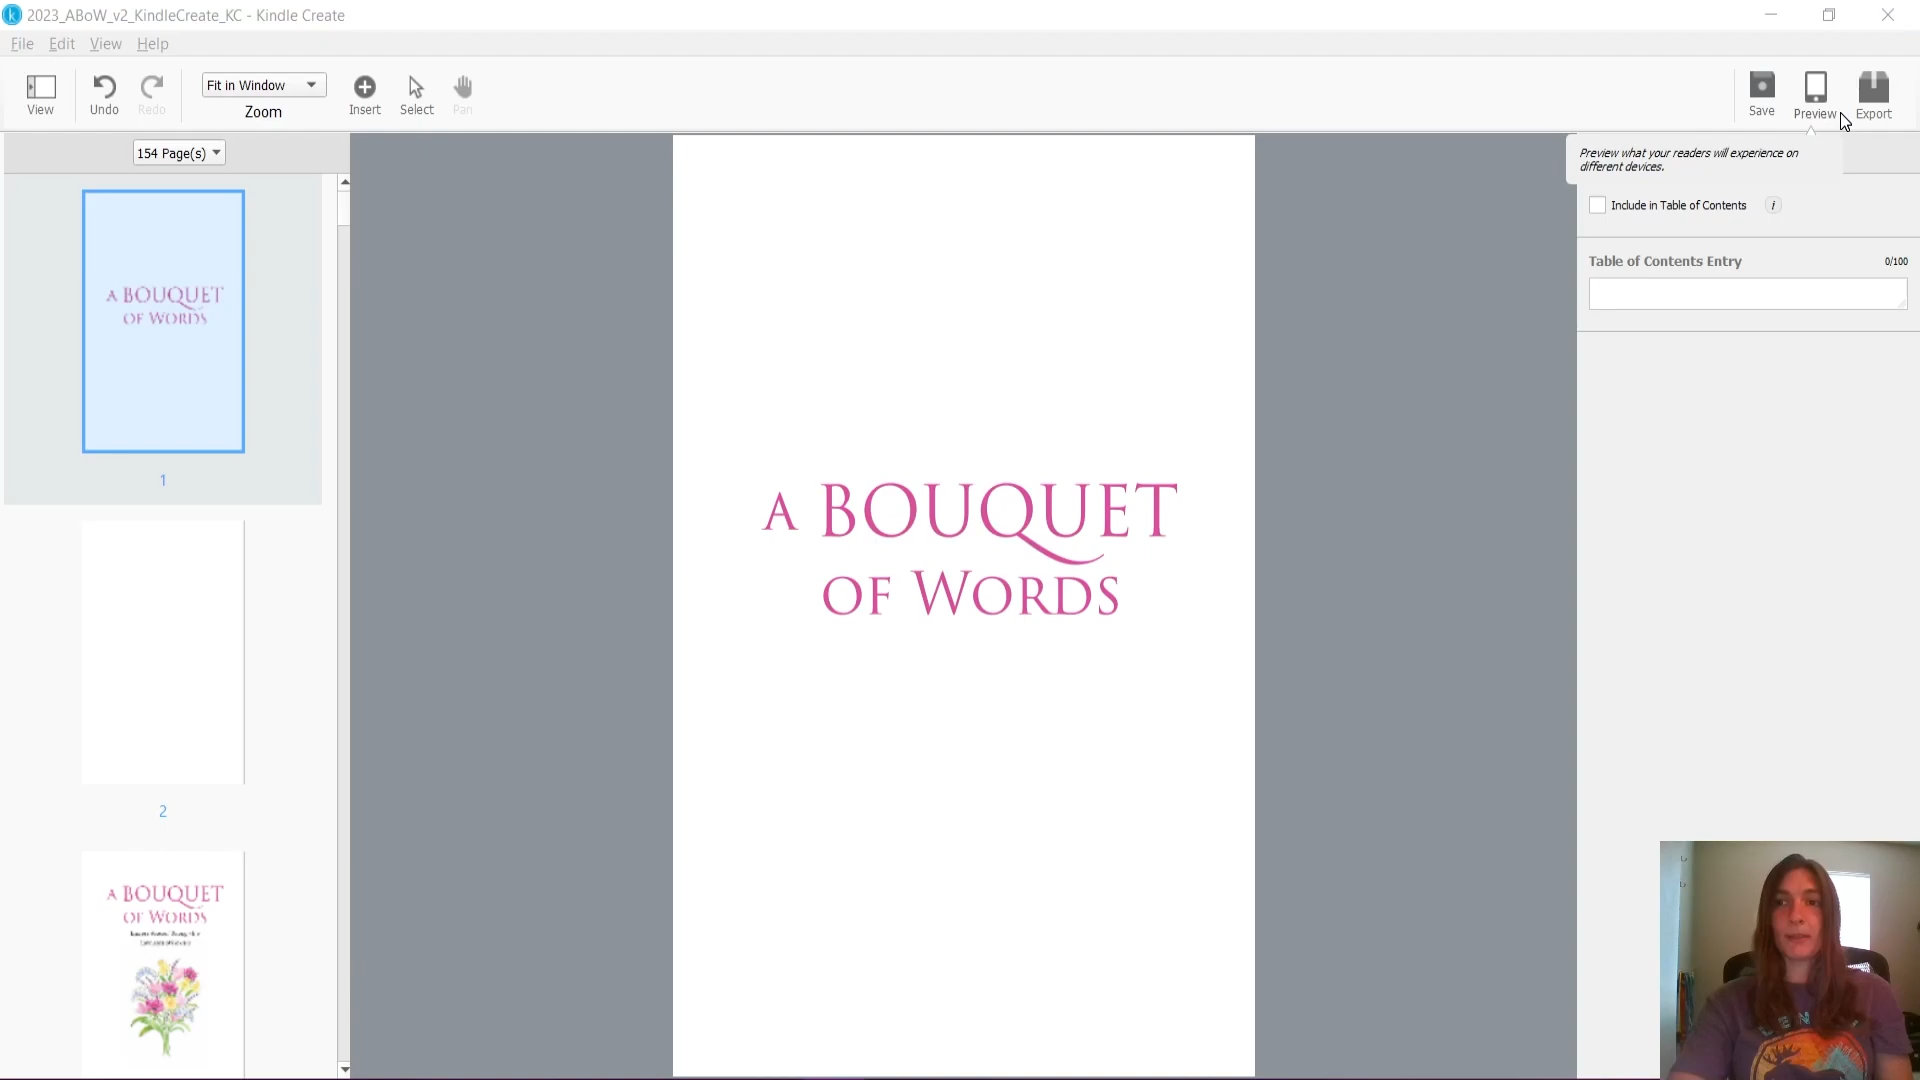 2023_ABoW_v2_KindleCreate_KC - Kindle Create
File Edit View Help
View
Undo
Redo
Fit in Window
Zoom
Insert
Select
Pan
Save
Preview
Export
154 Page(s)
Preview what your readers will experience on
different devices.
Include in Table of Contents
i
Table of Contents Entry 0/100
A BOUQUET
OF WORDS
1
2
A BOUQUET
OF WORDS
A BOUQUET
OF WORDS